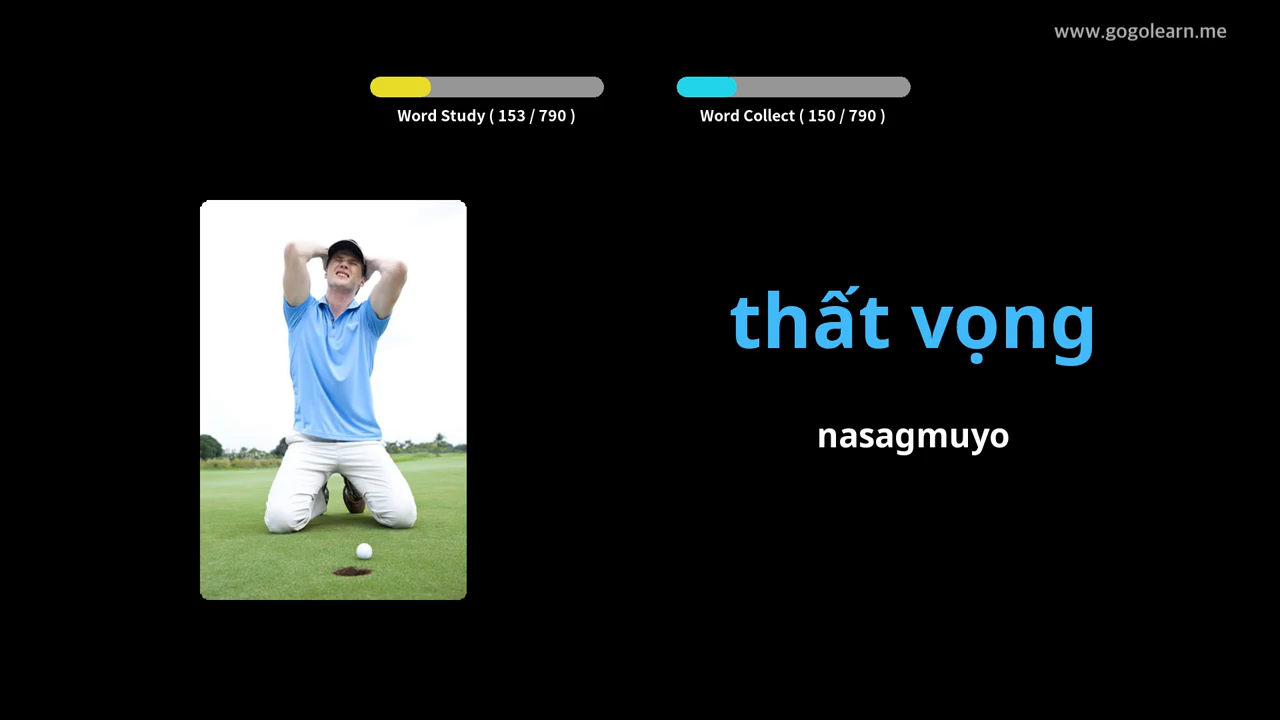 www.gogolearn.me
Word Study ( 153 / 790 )
Word Collect ( 150 / 790 )
thất vọng
nasagmuyo